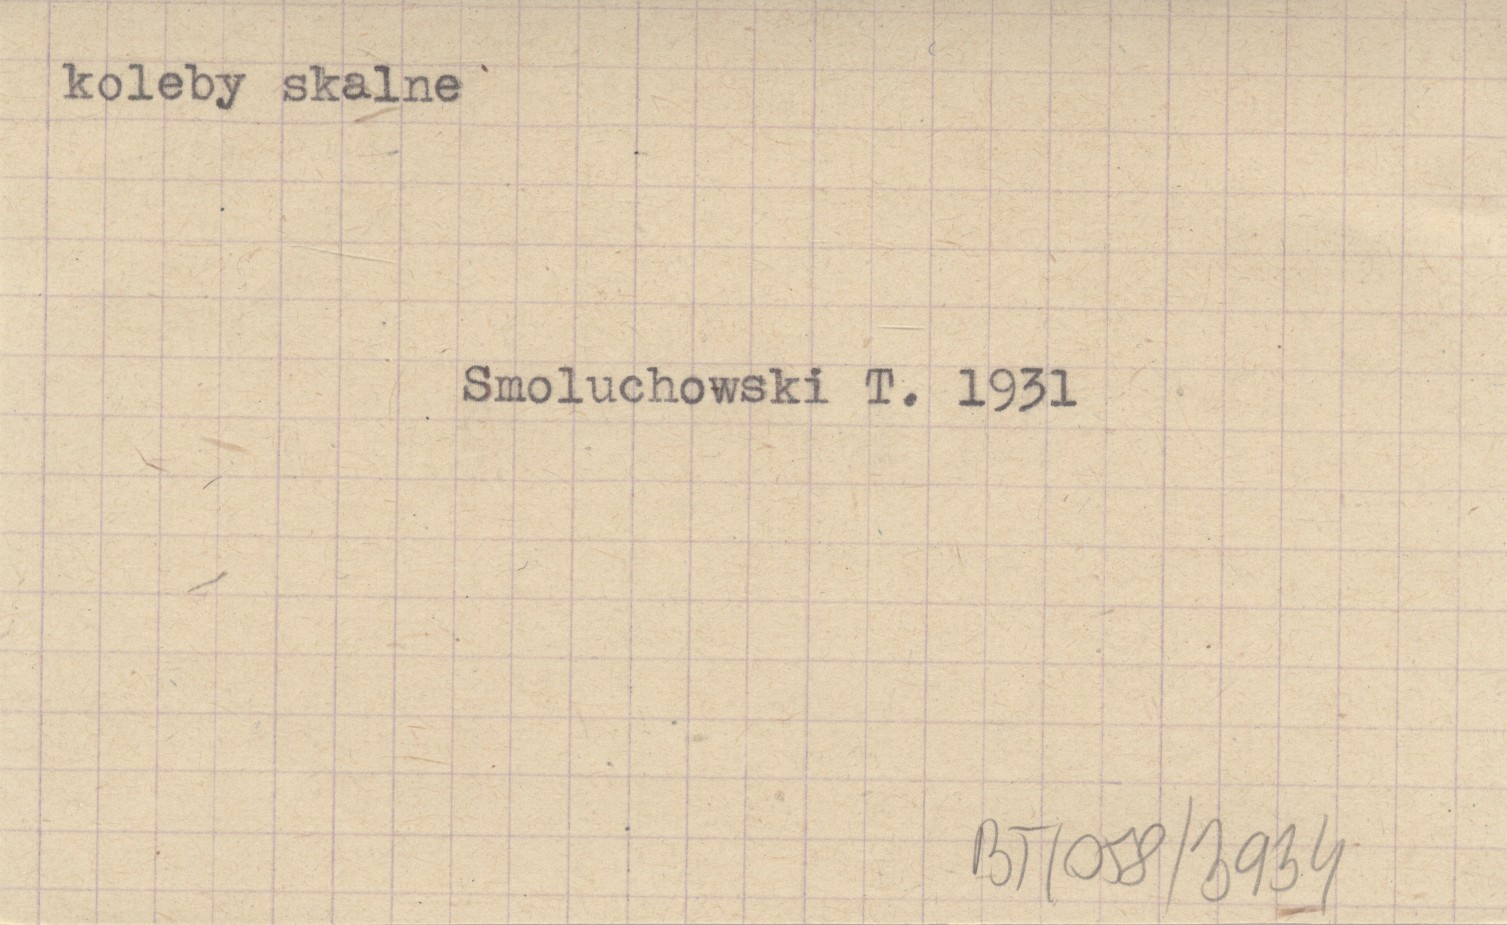 koleby skalne
Smoluchowski T. 1931
BT/058/3934